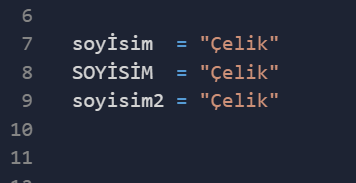 6
7 soyİsim = "Çelik"
8 SOYİSİM = "Çelik"
9 soyisim2 = "Çelik"
10
11